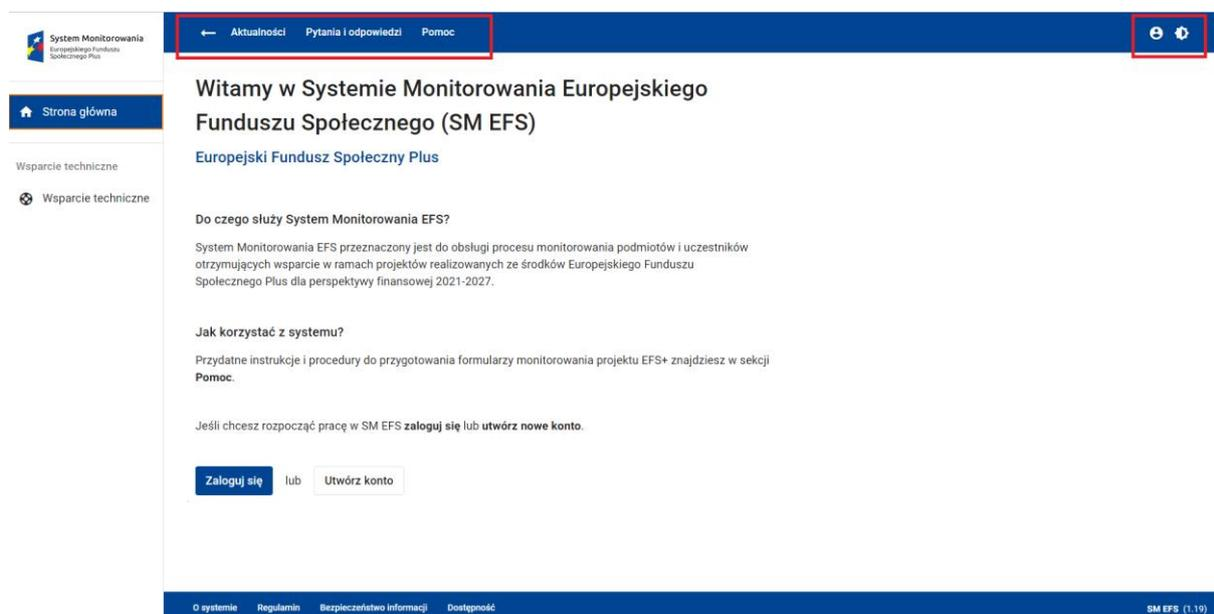 System Monitorowania
Europejskiego Funduszu
Społecznego Plus
Aktualności Pytania i odpowiedzi Pomoc
Strona główna
Wsparcie techniczne
Wsparcie techniczne
Witamy w Systemie Monitorowania Europejskiego
Funduszu Społecznego (SM EFS)
Europejski Fundusz Społeczny Plus
Do czego służy System Monitorowania EFS?
System Monitorowania EFS przeznaczony jest do obsługi procesu monitorowania podmiotów i uczestników
otrzymujących wsparcie w ramach projektów realizowanych ze środków Europejskiego Funduszu
Społecznego Plus dla perspektywy finansowej 2021-2027.
Jak korzystać z systemu?
Przydatne instrukcje i procedury do przygotowania formularzy monitorowania projektu EFS+ znajdziesz w sekcji
Pomoc.
Jeśli chcesz rozpocząć pracę w SM EFS zaloguj się lub utwórz nowe konto.
Zaloguj się lub Utwórz konto
O systemie Regulamin Bezpieczeństwo informacji Dostępność SM EFS (1.19)